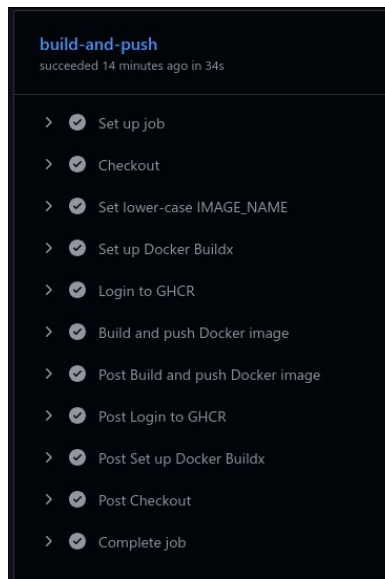 build-and-push
succeeded 14 minutes ago in 34s
Set up job
Checkout
Set lower-case IMAGE_NAME
Set up Docker Buildx
Login to GHCR
Build and push Docker image
Post Build and push Docker image
Post Login to GHCR
Post Set up Docker Buildx
Post Checkout
Complete job